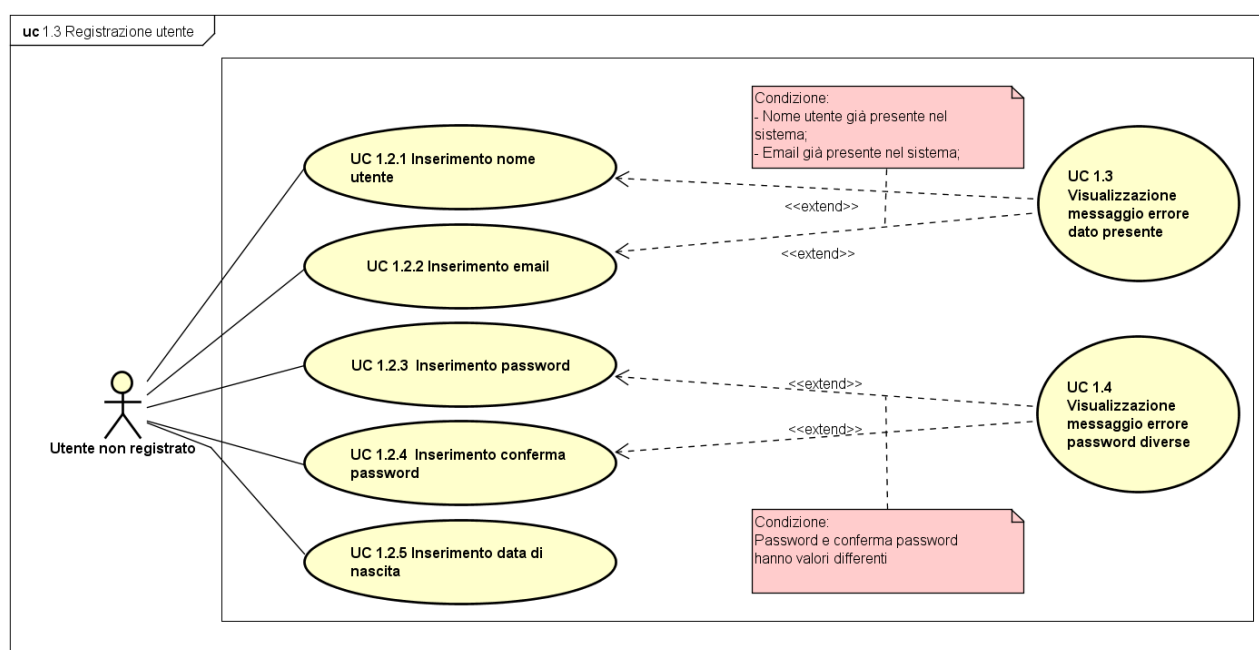 uc 1.3 Registrazione utente
Condizione:
- Nome utente già presente nel
sistema;
- Email già presente nel sistema;
UC 1.2.1 Inserimento nome
utente
UC 1.3
Visualizzazione
messaggio errore
dato presente
<<extend>>
<<extend>>
UC 1.2.2 Inserimento email
UC 1.2.3  Inserimento password
<<extend>>
<<extend>>
UC 1.4
Visualizzazione
messaggio errore
password diverse
Utente non registrato
UC 1.2.4  Inserimento conferma
password
Condizione:
Password e conferma password
hanno valori differenti
UC 1.2.5 Inserimento data di
nascita